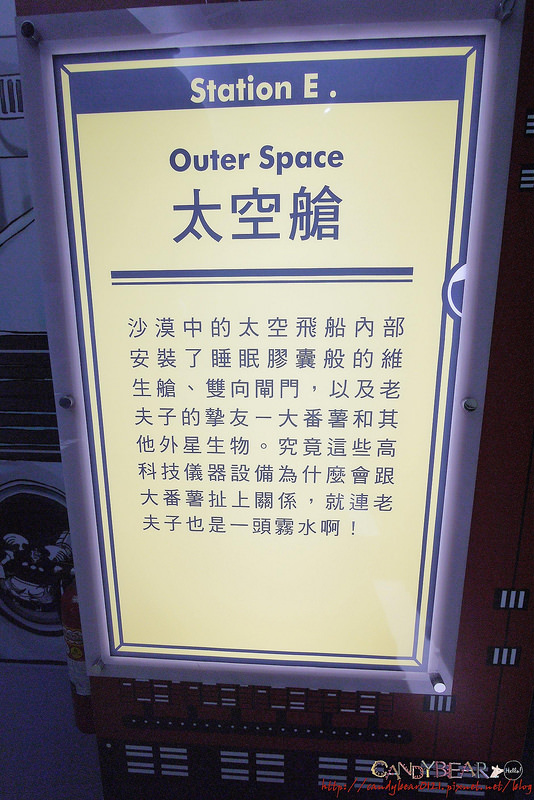 Station E .
Outer Space
太空艙
沙漠中的太空飛船內部
安裝了睡眠膠囊般的維
生艙、雙向閘門，以及老
夫子的摯友－大番薯和其
他外星生物。究竟這些高
科技儀器設備為什麼會跟
大番薯扯上關係，就連老
夫子也是一頭霧水啊！
CANDYBEAR Hello!